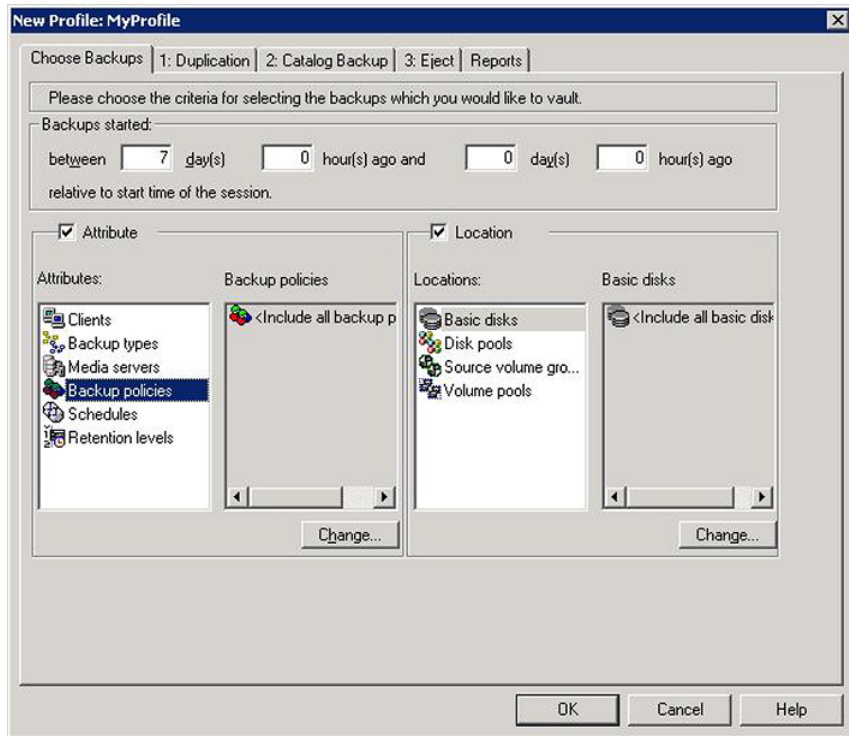 New Profile: MyProfile
Choose Backups 1: Duplication 2: Catalog Backup 3: Eject Reports
Please choose the criteria for selecting the backups which you would like to vault.
Backups started:
between 7 day(s) 0 hour(s) ago and 0 day(s) 0 hour(s) ago
relative to start time of the session.
Attribute
Attributes:
Clients
Backup types
Media servers
Backup policies
Schedules
Retention levels
Backup policies
<Include all backup p
Change...
Location
Locations:
Basic disks
Disk pools
Source volume gro...
Volume pools
Basic disks
<Include all basic disk
Change...
OK Cancel Help